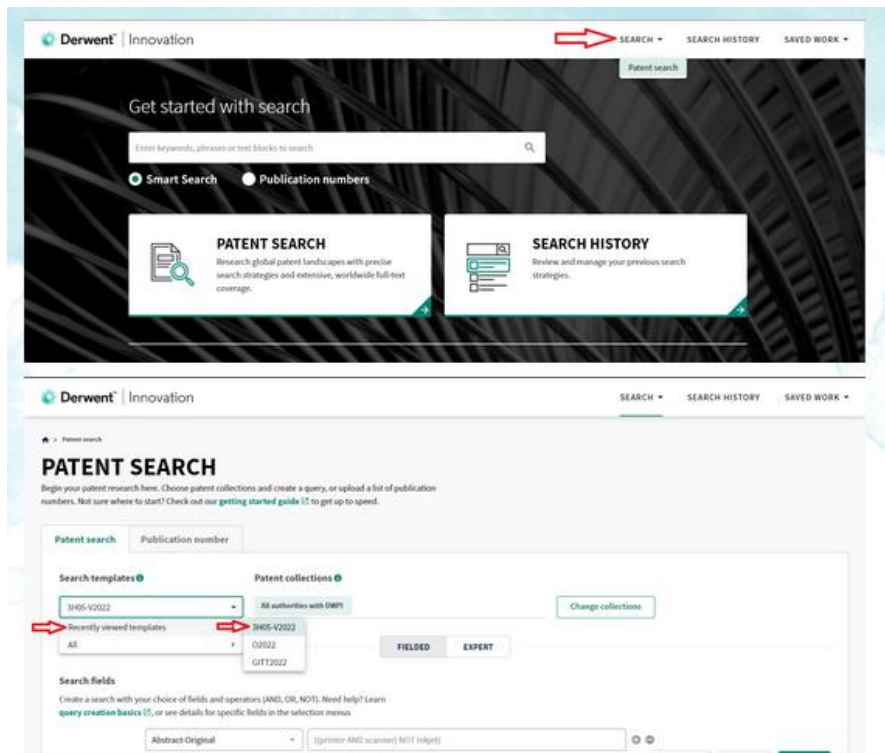 Derwent™ | Innovation
SEARCH
SEARCH HISTORY
SAVED WORK
Patent search
Get started with search
Enter keywords, phrases or text blocks to search
Smart Search
Publication numbers
PATENT SEARCH
Research global patent landscapes with precise
search strategies and extensive, worldwide full-text
coverage.
SEARCH HISTORY
Review and manage your previous search
strategies.
Derwent™ | Innovation
SEARCH
SEARCH HISTORY
SAVED WORK
> Patent search
PATENT SEARCH
Begin your patent research here. Choose patent collections and create a query, or upload a list of publication
numbers. Not sure where to start? Check out our getting started guide to get up to speed.
Patent search
Publication number
Search templates
Patent collections
3H05-V2022
All authorities with DWPI
Change collections
Recently viewed templates
3H05-V2022
All
O2022
GITT2022
FIELDED
EXPERT
Search fields
Create a search with your choice of fields and operators (AND, OR, NOT). Need help? Learn
query creation basics, or see details for specific fields in the selection menus
Abstract-Original
((printer AND scanner) NOT inkjet)